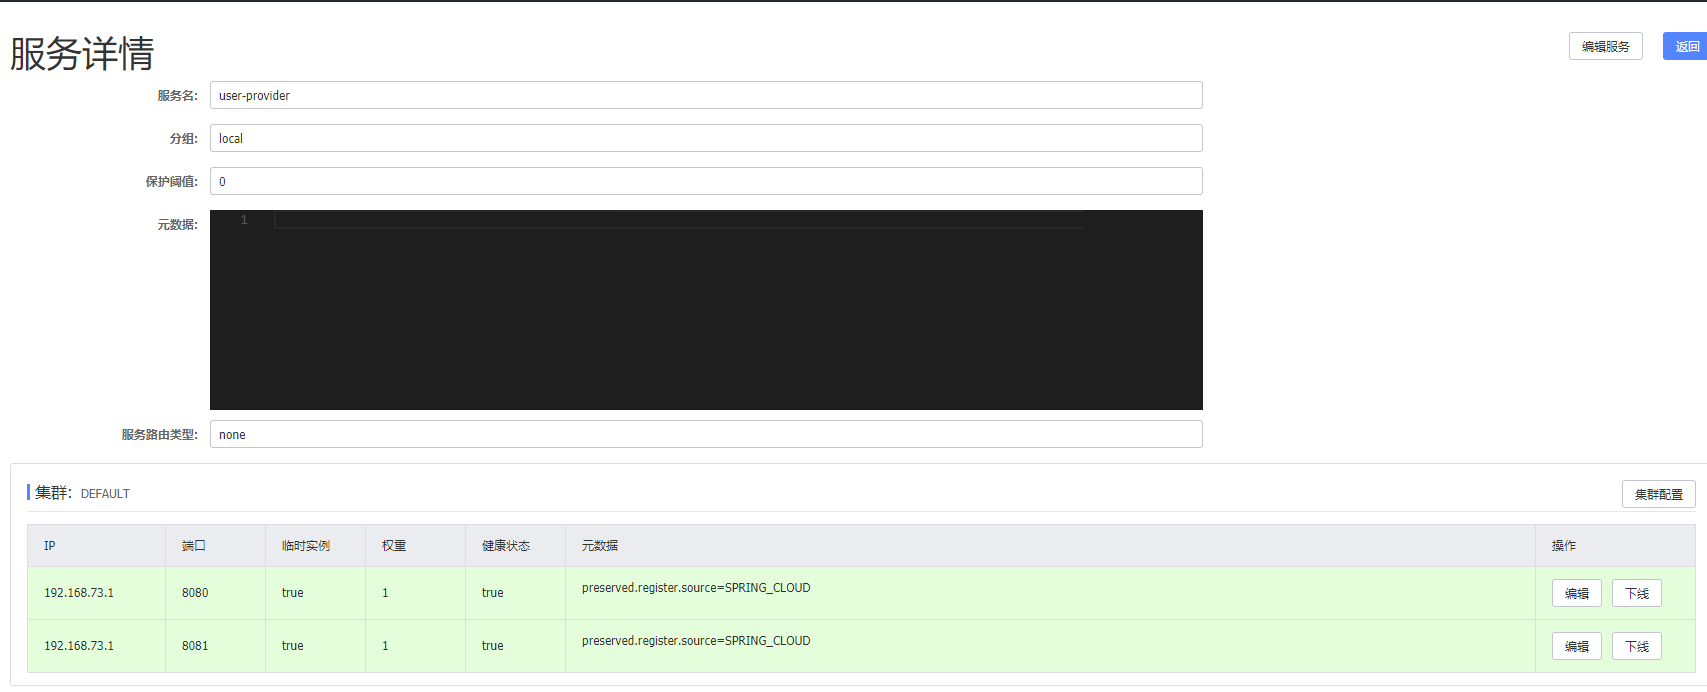 服务详情
编辑服务 返回
服务名: user-provider
分组: local
保护阈值: 0
元数据: 1
服务路由类型: none
集群: DEFAULT 集群配置
IP 端口 临时实例 权重 健康状态 元数据 操作
192.168.73.1 8080 true 1 true preserved.register.source=SPRING_CLOUD 编辑 下线
192.168.73.1 8081 true 1 true preserved.register.source=SPRING_CLOUD 编辑 下线